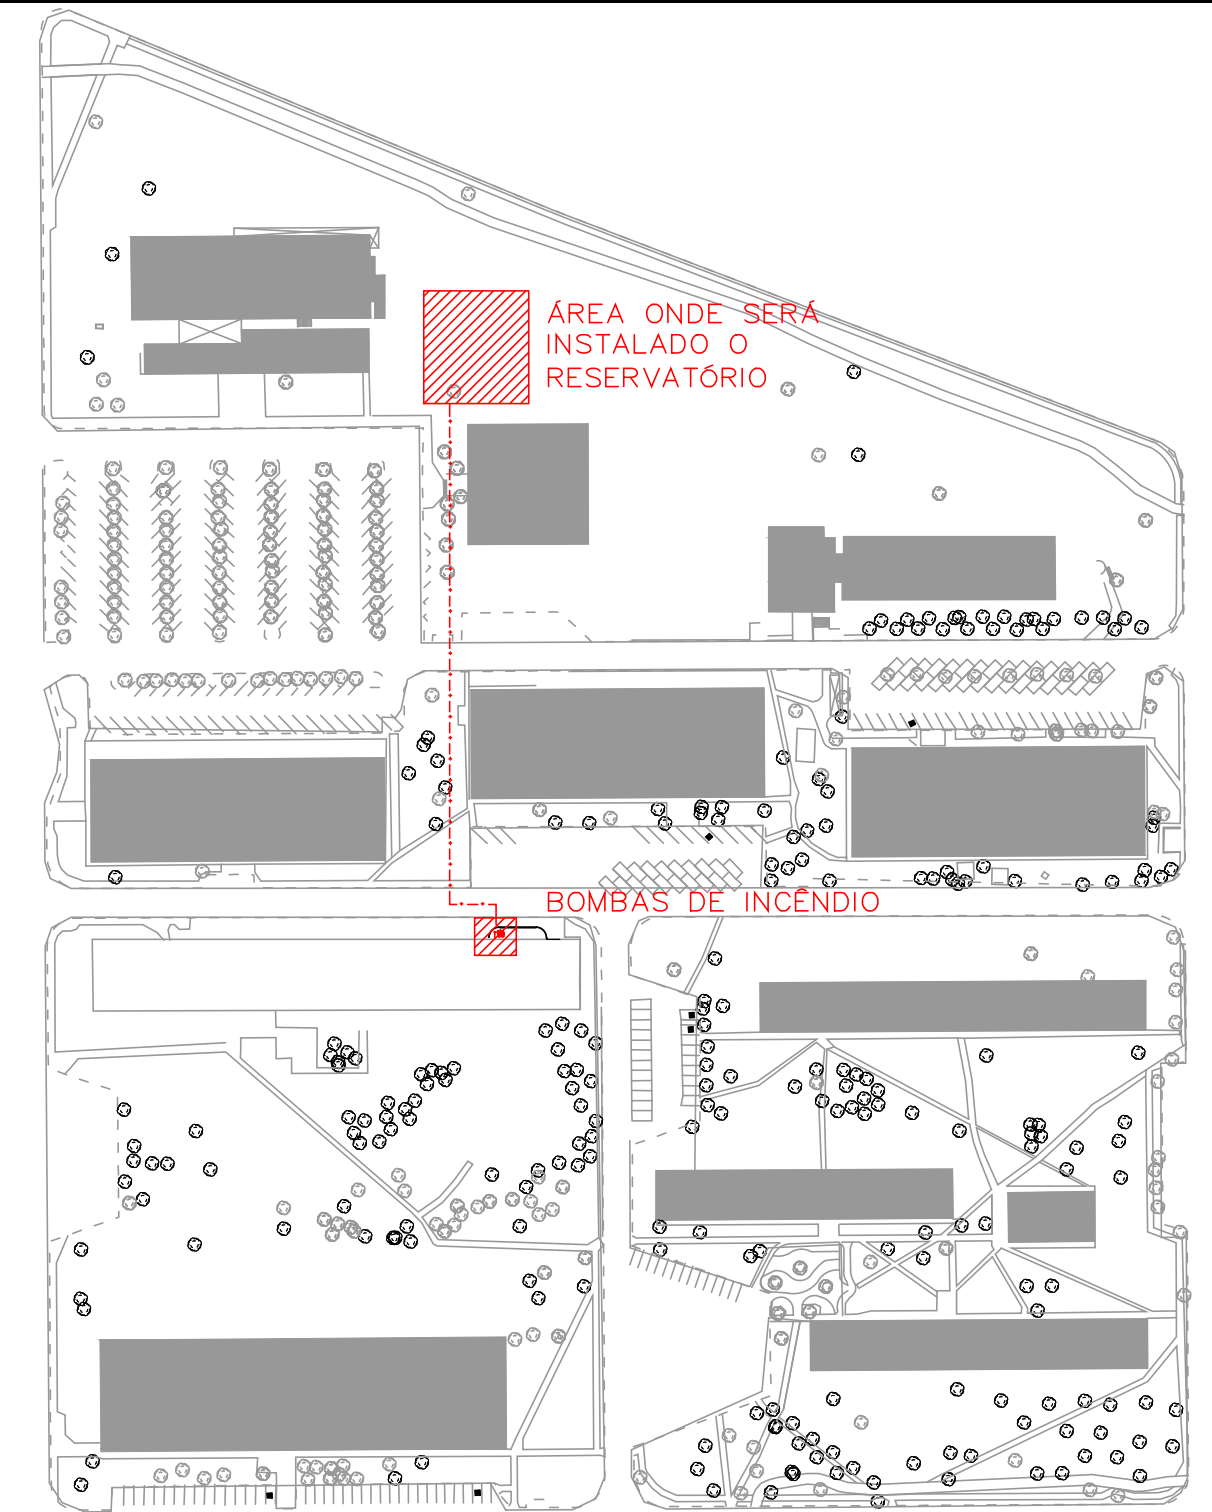 ÁREA ONDE SERÁ
INSTALADO O
RESERVATÓRIO
BOMBAS DE INCÊNDIO